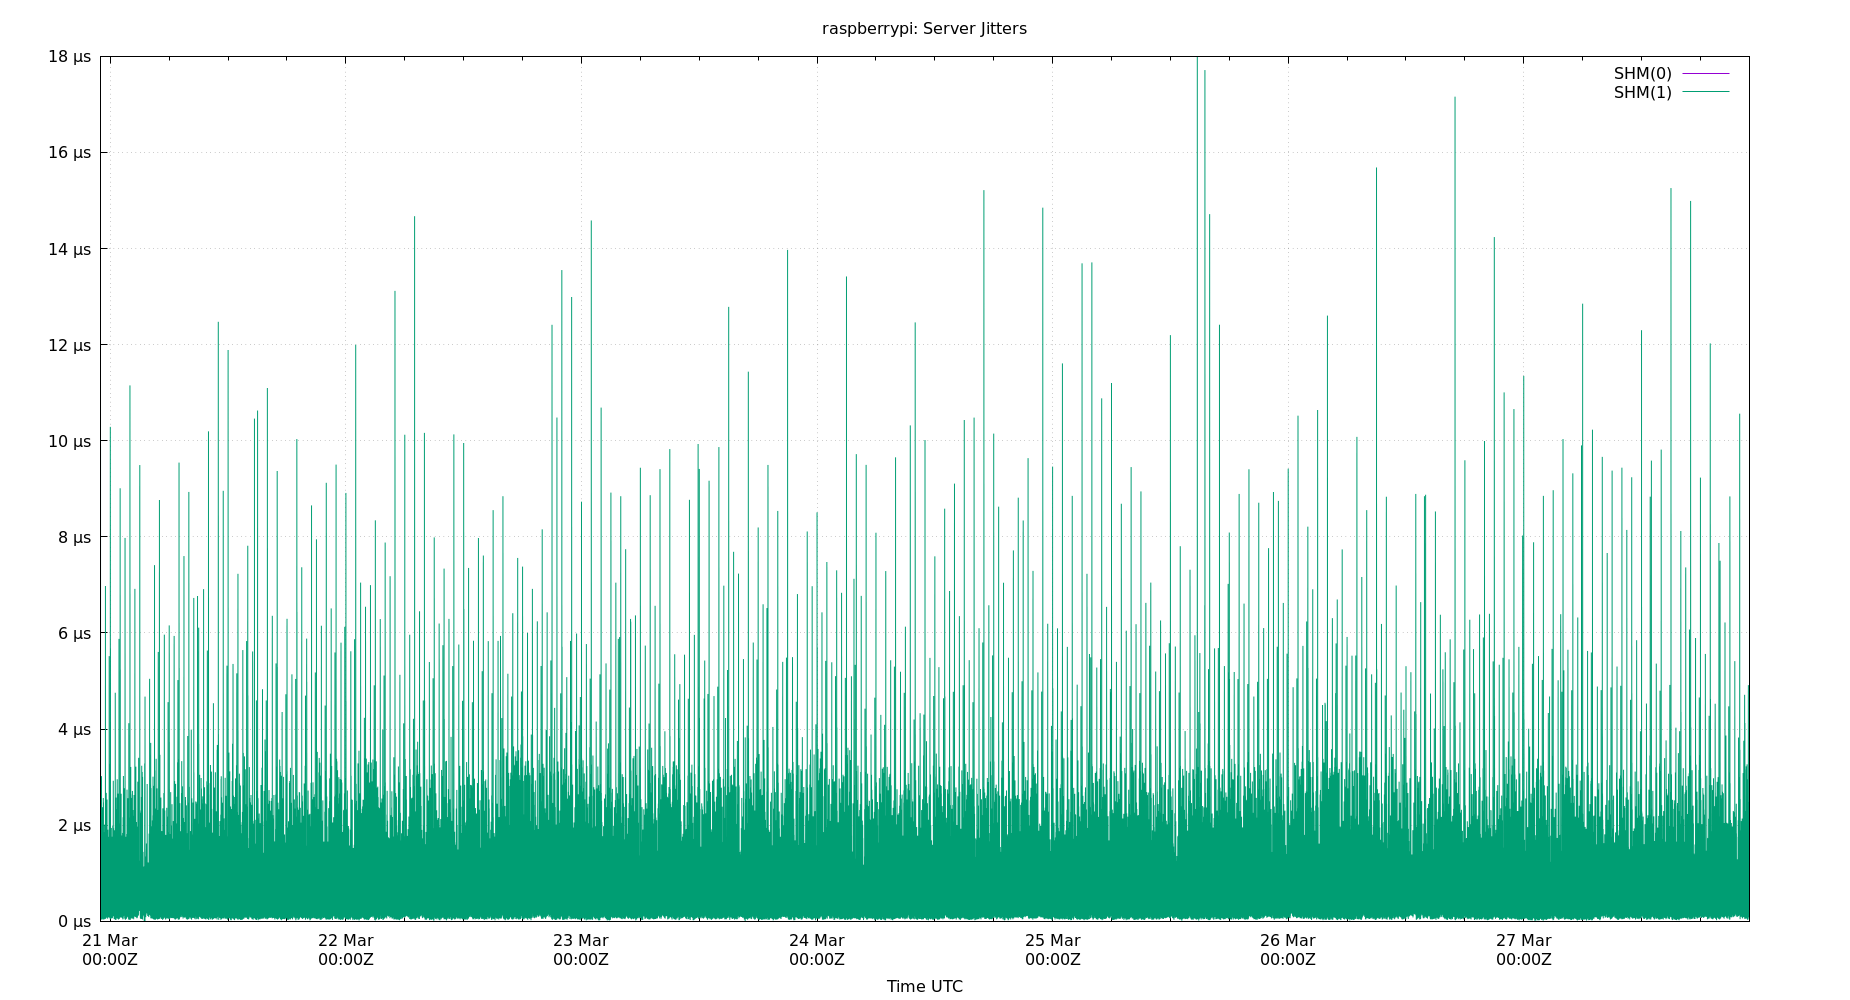 raspberrypi: Server Jitters
18 µs
16 µs
14 µs
12 µs
10 µs
8 µs
6 µs
4 µs
2 µs
0 µs
SHM(0)
SHM(1)
21 Mar 22 Mar 23 Mar 24 Mar 25 Mar 26 Mar 27 Mar
00:00Z 00:00Z 00:00Z 00:00Z 00:00Z 00:00Z 00:00Z
Time UTC